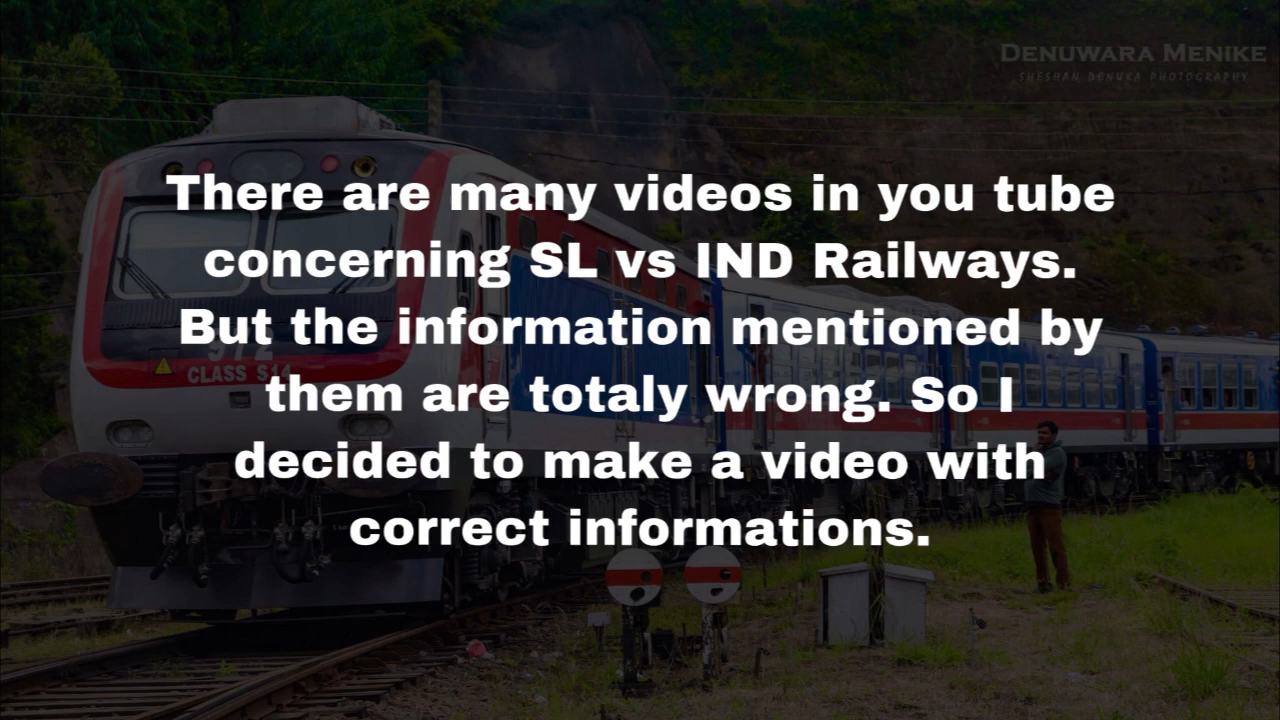 DENUWARA MENIKE
SHESHAN DENUKA PHOTOGRAPHY
There are many videos in you tube
concerning SL vs IND Railways.
But the information mentioned by
them are totaly wrong. So I
decided to make a video with
correct informations.
972
CLASS S14